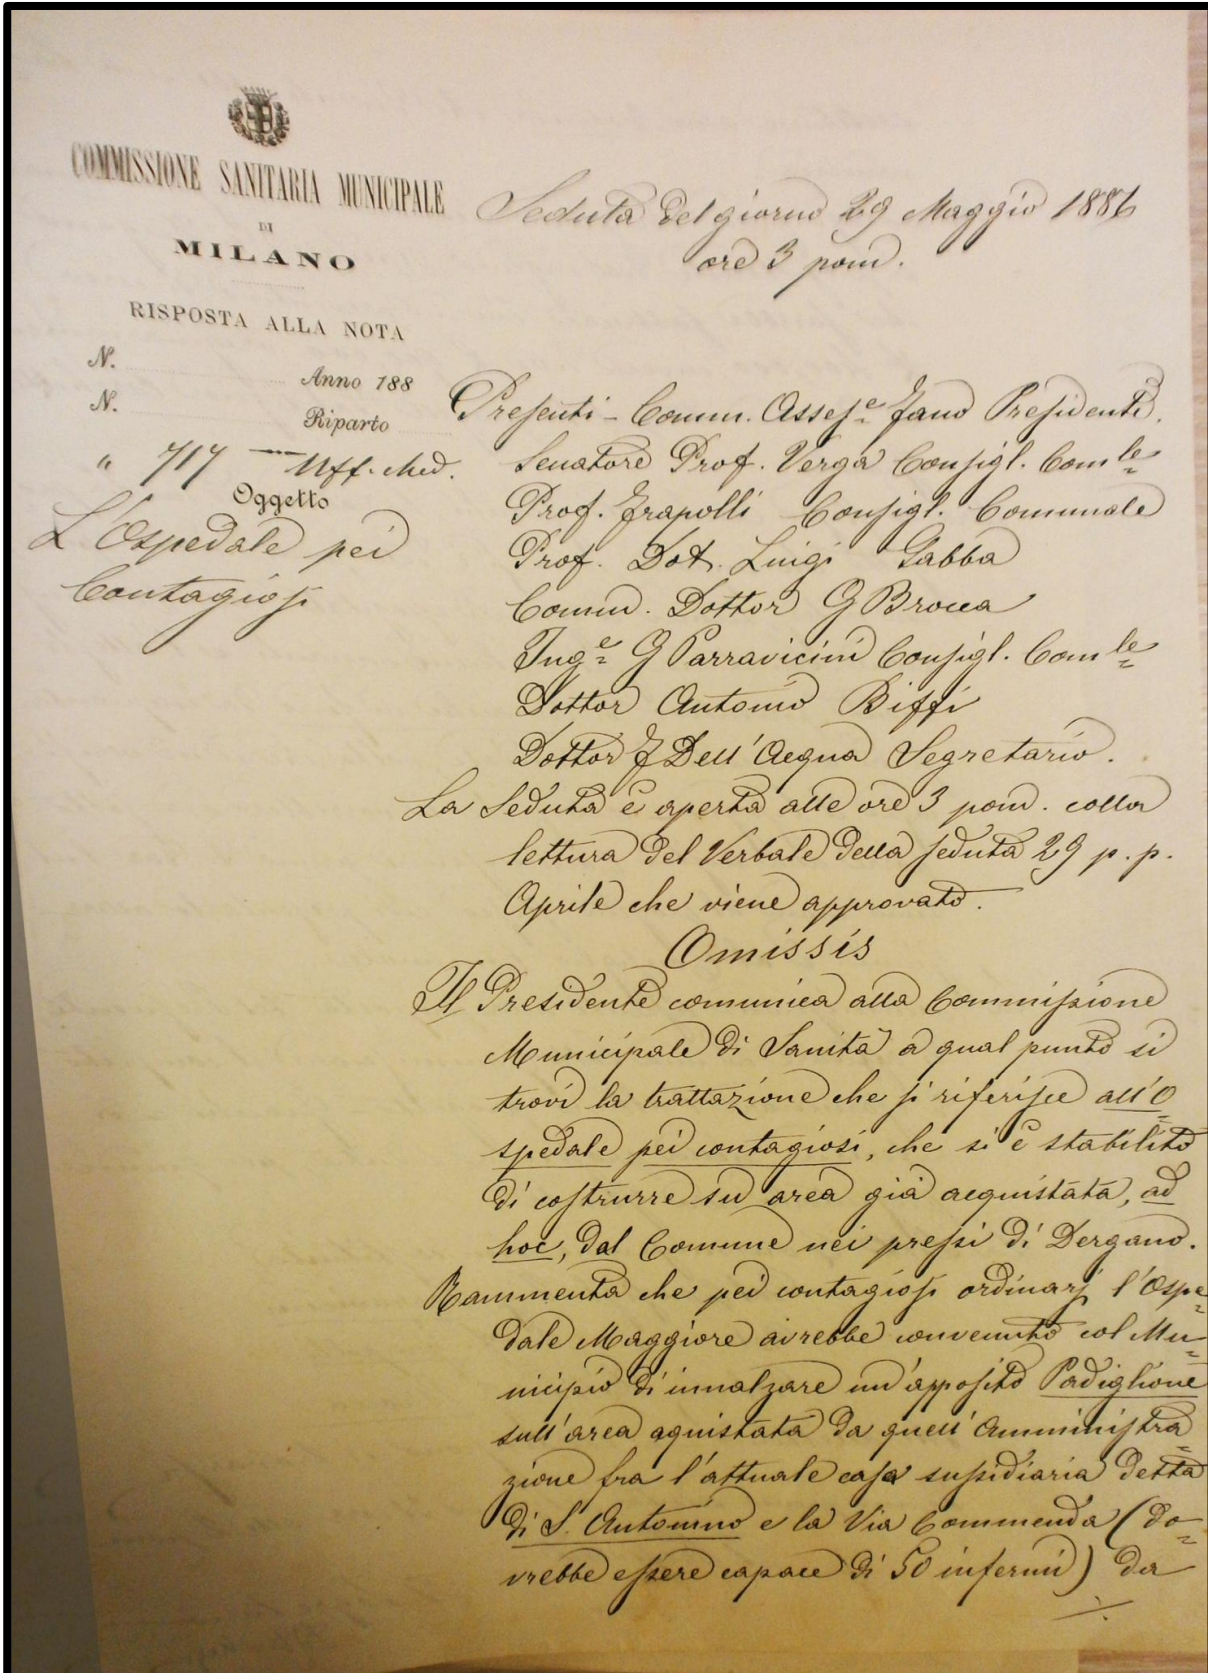 COMMISSIONE SANITARIA MUNICIPALE
DI
MILANO
RISPOSTA ALLA NOTA
N. Anno 188
N. Riparto
" 717 — Uff. Med.
Oggetto
L'Ospedale pei
Contagiosi
Seduta del giorno 29 Maggio 1886
ore 3 pom.
Presenti - Comm. Assese Fano Presidente.
Senatore Prof. Verga Consigl. Comle
Prof. Frapolli Consigl. Comunale
Prof. Dot. Luigi Gabba
Comm. Dottor G Brocca
Inge G Parravicini Consigl. Comle
Dottor Antonio Biffi
Dottor F Dell'Acqua Segretario.
La Seduta è aperta alle ore 3 pom. colla
lettura del Verbale della seduta 29 p. p.
Aprile che viene approvato.
Omissis
Il Presidente comunica alla Commissione
Municipale di Sanità a qual punto si
trovi la trattazione che si riferisce all'O=
spedale pei contagiosi, che si è stabilito
di costrurre su area già acquistata, ad
hoc, dal Comune nei pressi di Dergano.
Rammenta che pei contagiosi ordinarj l'Ospe=
dale Maggiore avrebbe convenuto col Mu=
nicipio di innalzare un'apposito Padiglione
sull'area aquistata da quell'Amministra=
zione fra l'attuale casa sussidiaria detta
di S. Antonino e la Via Commenda (do=
vrebbe essere capace di 50 infermi) da